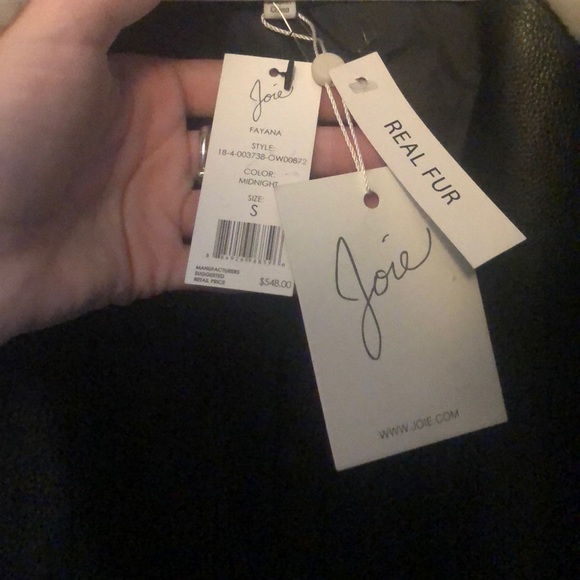 Joie
FAYANA
STYLE:
18-4-003738-OWD0872
COLOR:
MIDNIGHT
SIZE:
S
MANUFACTURERS
SUGGESTED
RETAIL PRICE
$548.00
REAL FUR
Joie
WWW.JOIE.COM